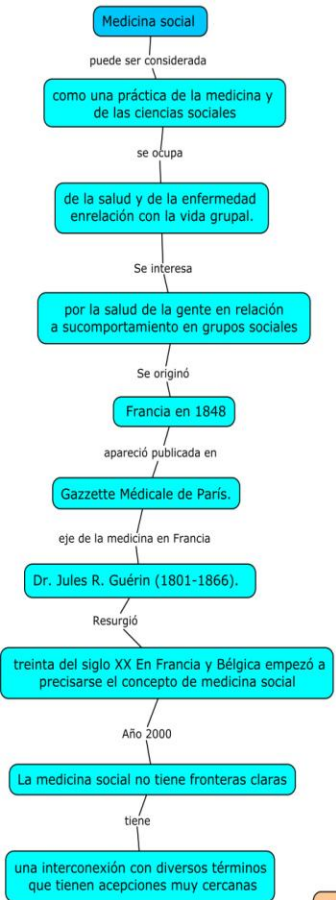 Medicina social
puede ser considerada
como una práctica de la medicina y
de las ciencias sociales
se ocupa
de la salud y de la enfermedad
enrelación con la vida grupal.
Se interesa
por la salud de la gente en relación
a sucomportamiento en grupos sociales
Se originó
Francia en 1848
apareció publicada en
Gazzette Médicale de París.
eje de la medicina en Francia
Dr. Jules R. Guérin (1801-1866).
Resurgió
treinta del siglo XX En Francia y Bélgica empezó a
precisarse el concepto de medicina social
Año 2000
La medicina social no tiene fronteras claras
tiene
una interconexión con diversos términos
que tienen acepciones muy cercanas